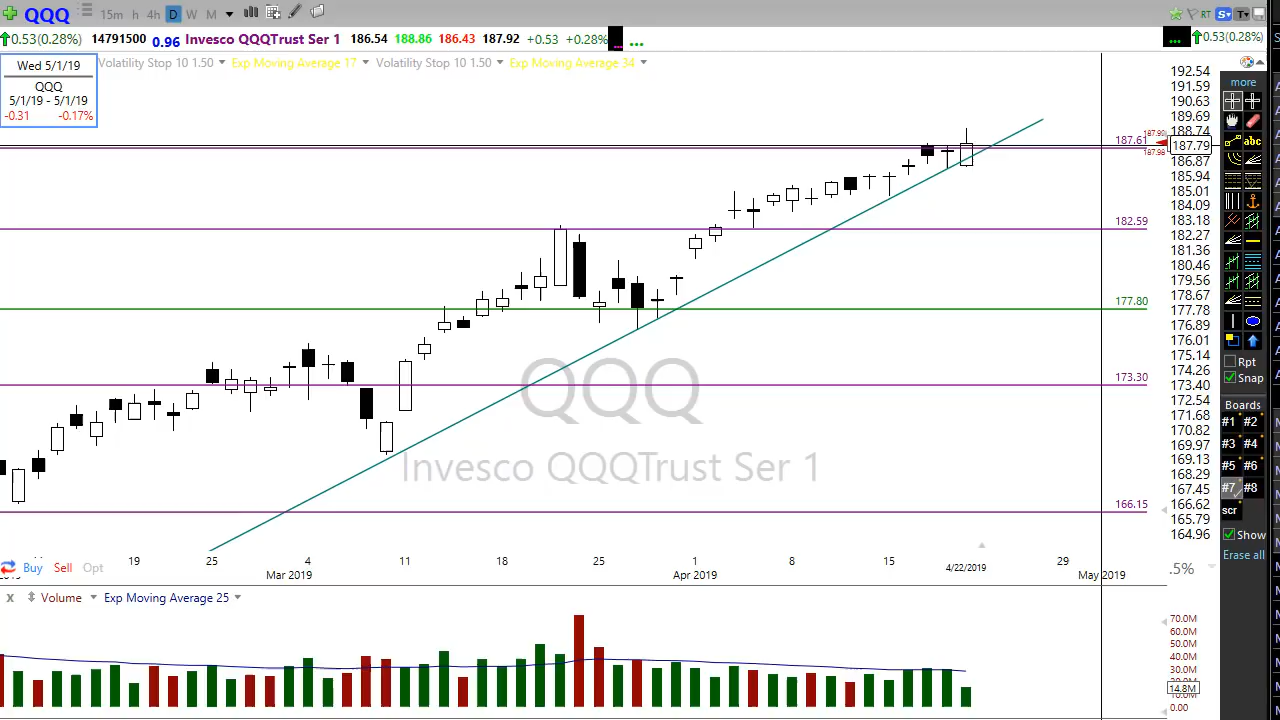 QQQ 15m h 4h D W M RT S T
0.53(0.28%) 14791500 0.96 Invesco QQQTrust Ser 1 186.54 188.86 186.43 187.92 +0.53 +0.28% ... ... 0.53(0.28%)
Wed 5/1/19
QQQ
5/1/19 - 5/1/19
-0.31 -0.17%
Volatility Stop 10 1.50 Exp Moving Average 17 Volatility Stop 10 1.50 Exp Moving Average 34
192.54
191.59
190.63
189.69
188.74
187.79
186.87
185.94
185.01
184.09
183.18
182.27
181.36
180.46
179.56
178.67
177.78
176.89
176.01
175.14
174.26
173.40
172.54
171.68
170.82
169.97
169.13
168.29
167.45
166.62
165.79
164.96
187.61
182.59
177.80
173.30
166.15
QQQ
Invesco QQQTrust Ser 1
more
abc
Rpt
Snap
Boards
#1 #2
#3 #4
#5 #6
#7 #8
scr
Show
Erase all
19 25 4 11 18 25 1 8 15 4/22/2019 29
Mar 2019 Apr 2019 May 2019
Buy Sell Opt
.5%
x Volume Exp Moving Average 25
70.0M
60.0M
50.0M
40.0M
30.0M
14.8M
10.0M
0.00